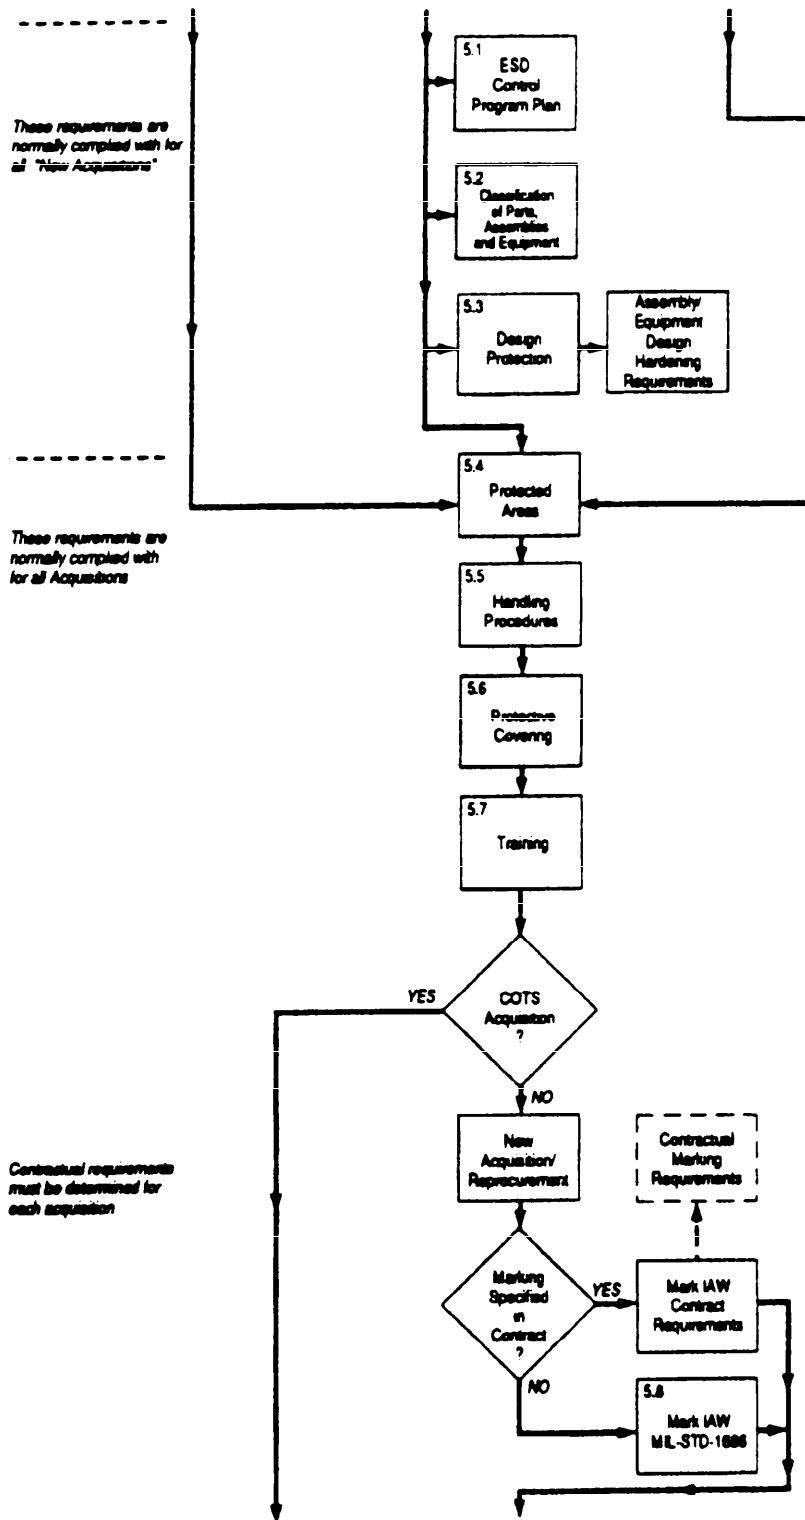 5.1
ESD
Control
Program Plan
These requirements are
normally complied with for
all "New Acquisitions"
5.2
Classification
of Parts,
Assemblies
and Equipment
5.3
Design
Protection
Assembly/
Equipment
Design
Hardening
Requirements
5.4
Protected
Areas
These requirements are
normally complied with
for all Acquisitions
5.5
Handling
Procedures
5.6
Protective
Covering
5.7
Training
YES
COTS
Acquisition
?
NO
New
Acquisition/
Reprocurement
Contractual
Marking
Requirements
Contractual requirements
must be determined for
each acquisition
Marking
Specified
in
Contract
?
YES
Mark IAW
Contract
Requirements
NO
5.8
Mark IAW
MIL-STD-1686